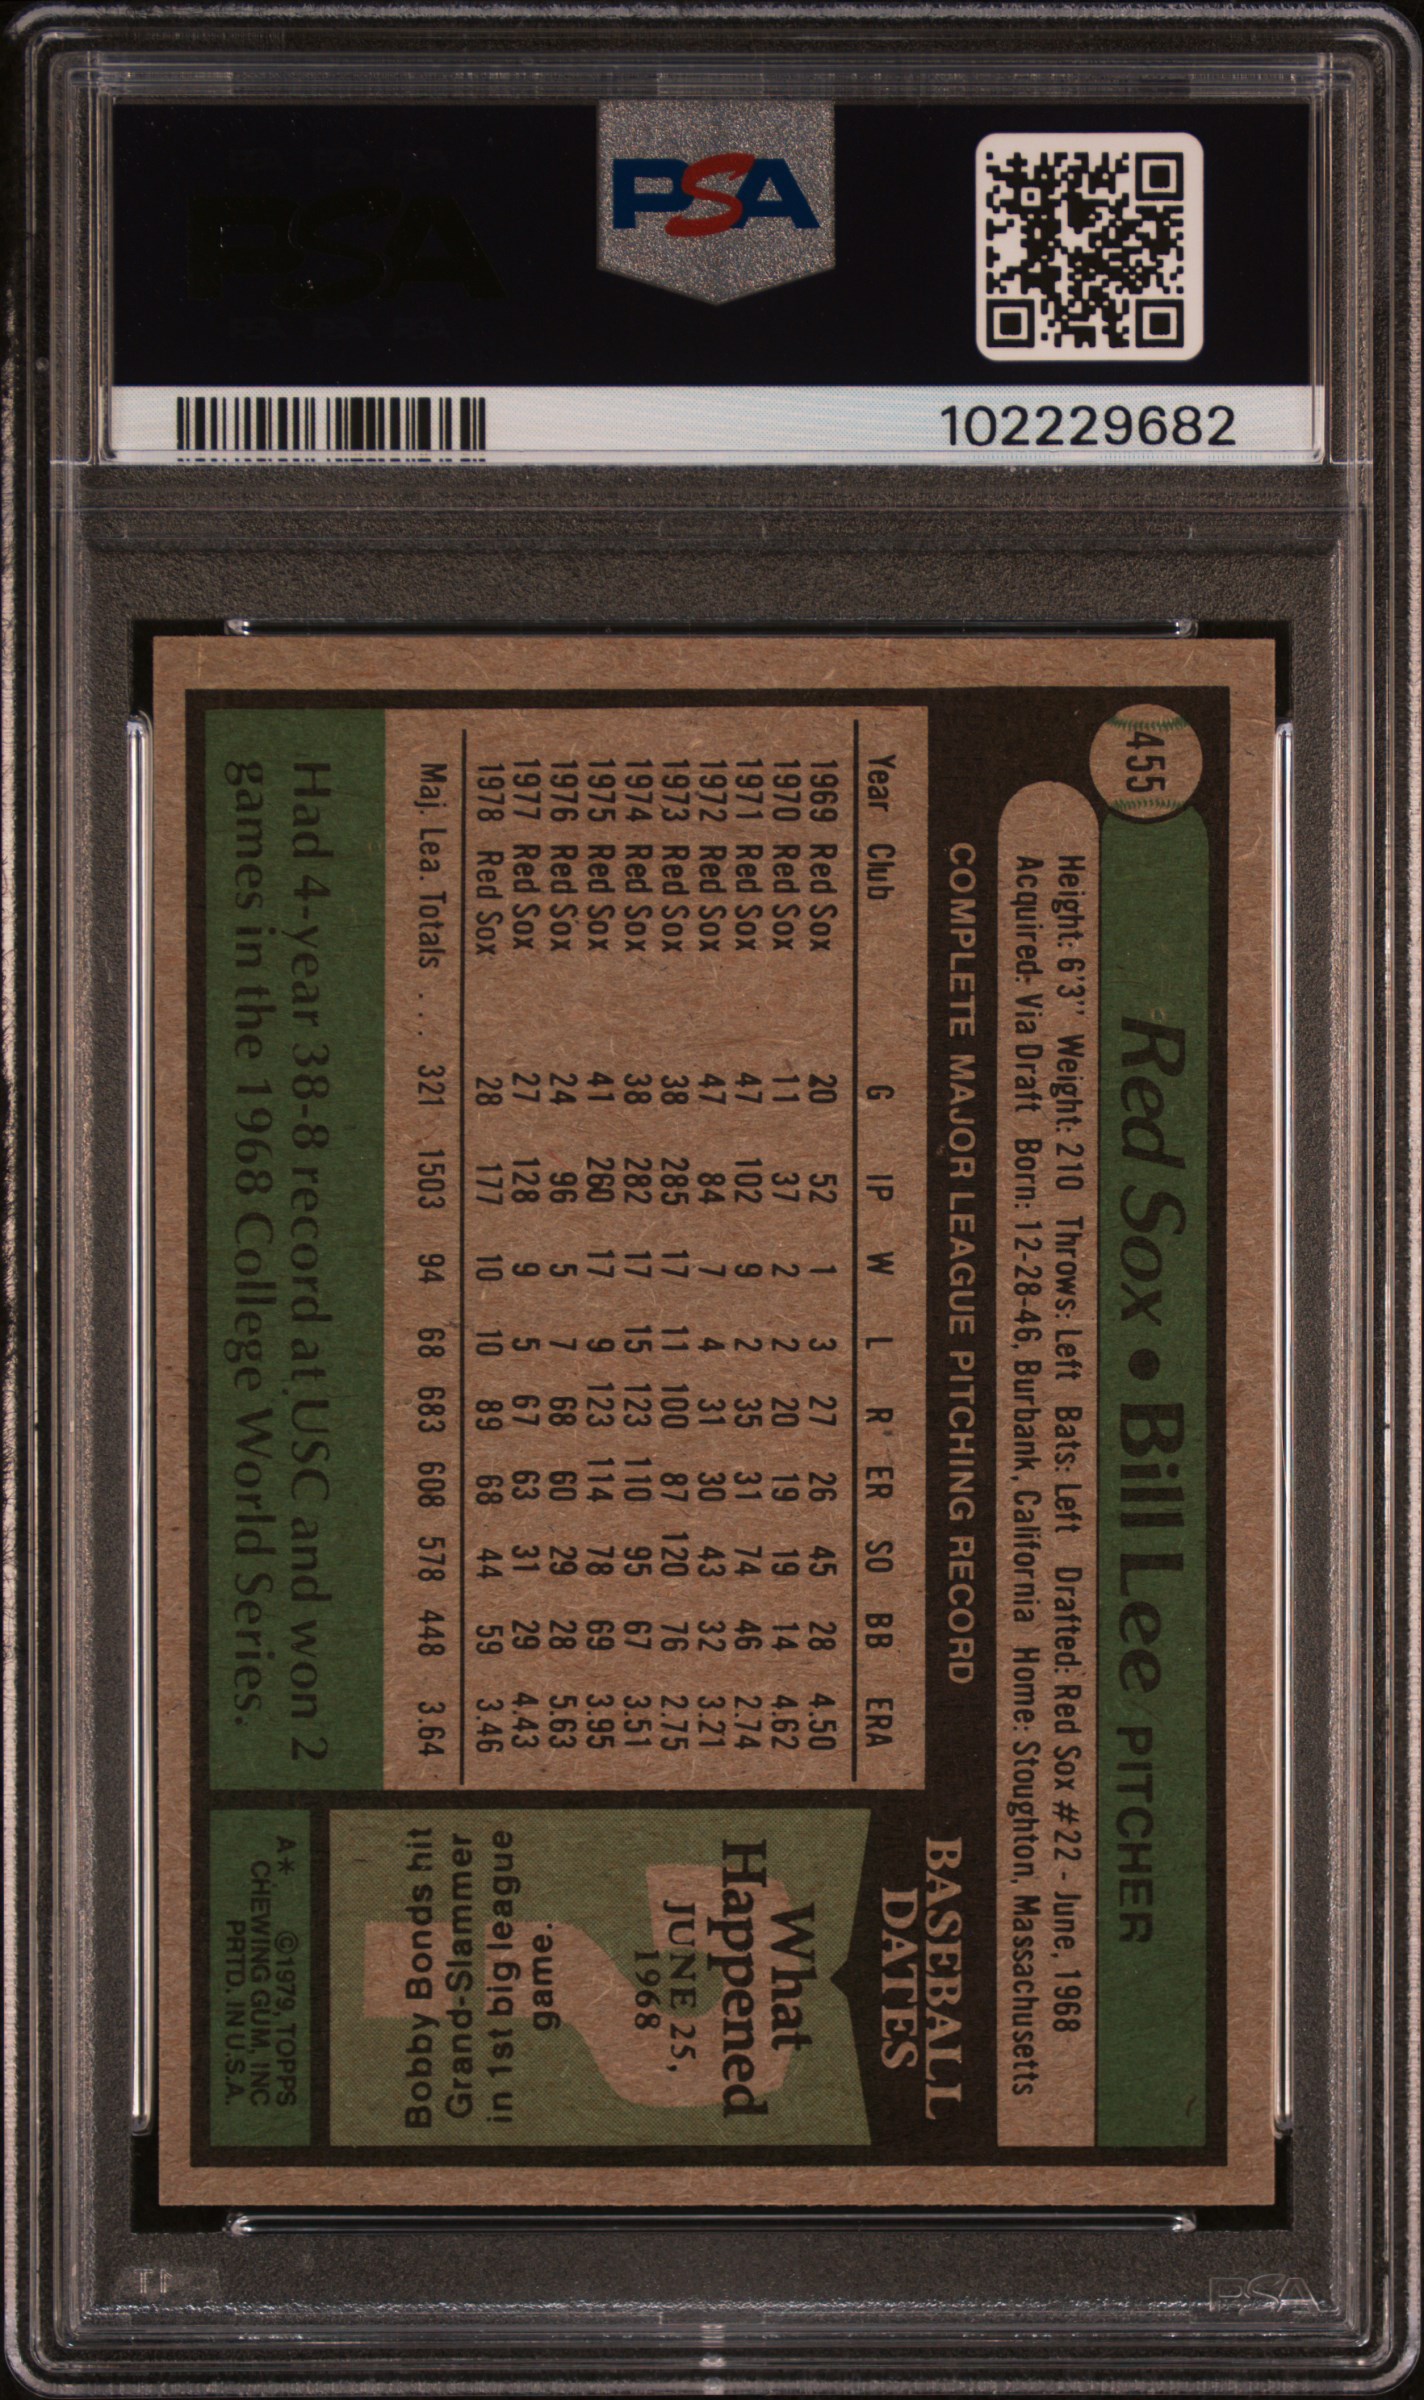 PSA
PSA
102229682
455
Red Sox • Bill Lee PITCHER
Height: 6'3" Weight: 210 Throws: Left Bats: Left Drafted: Red Sox #22 - June, 1968
Acquired: Via Draft Born: 12-28-46, Burbank, California Home: Stoughton, Massachusetts
COMPLETE MAJOR LEAGUE PITCHING RECORD
Year Club G IP W L R ER SO BB ERA
1969 Red Sox 20 52 1 3 27 26 45 28 4.50
1970 Red Sox 11 37 2 2 20 19 19 14 4.62
1971 Red Sox 47 102 9 2 35 31 74 46 2.74
1972 Red Sox 47 84 7 4 31 30 43 32 3.21
1973 Red Sox 38 285 17 11 100 87 120 76 2.75
1974 Red Sox 38 282 17 15 123 110 95 67 3.51
1975 Red Sox 41 260 17 9 123 114 78 69 3.95
1976 Red Sox 24 96 5 7 68 60 29 28 5.63
1977 Red Sox 27 128 9 5 67 63 31 29 4.43
1978 Red Sox 28 177 10 10 89 68 44 59 3.46
Maj. Lea. Totals . . . 321 1503 94 68 683 608 578 448 3.64
Had 4-year 38-8 record at USC and won 2
games in the 1968 College World Series.
BASEBALL
DATES
What
Happened
JUNE 25,
1968
Bobby Bonds hit
Grand-Slammer
in 1st big league
game.
A* ©1979, TOPPS
CHEWING GUM, INC
PRTD. IN U.S.A.
PSA